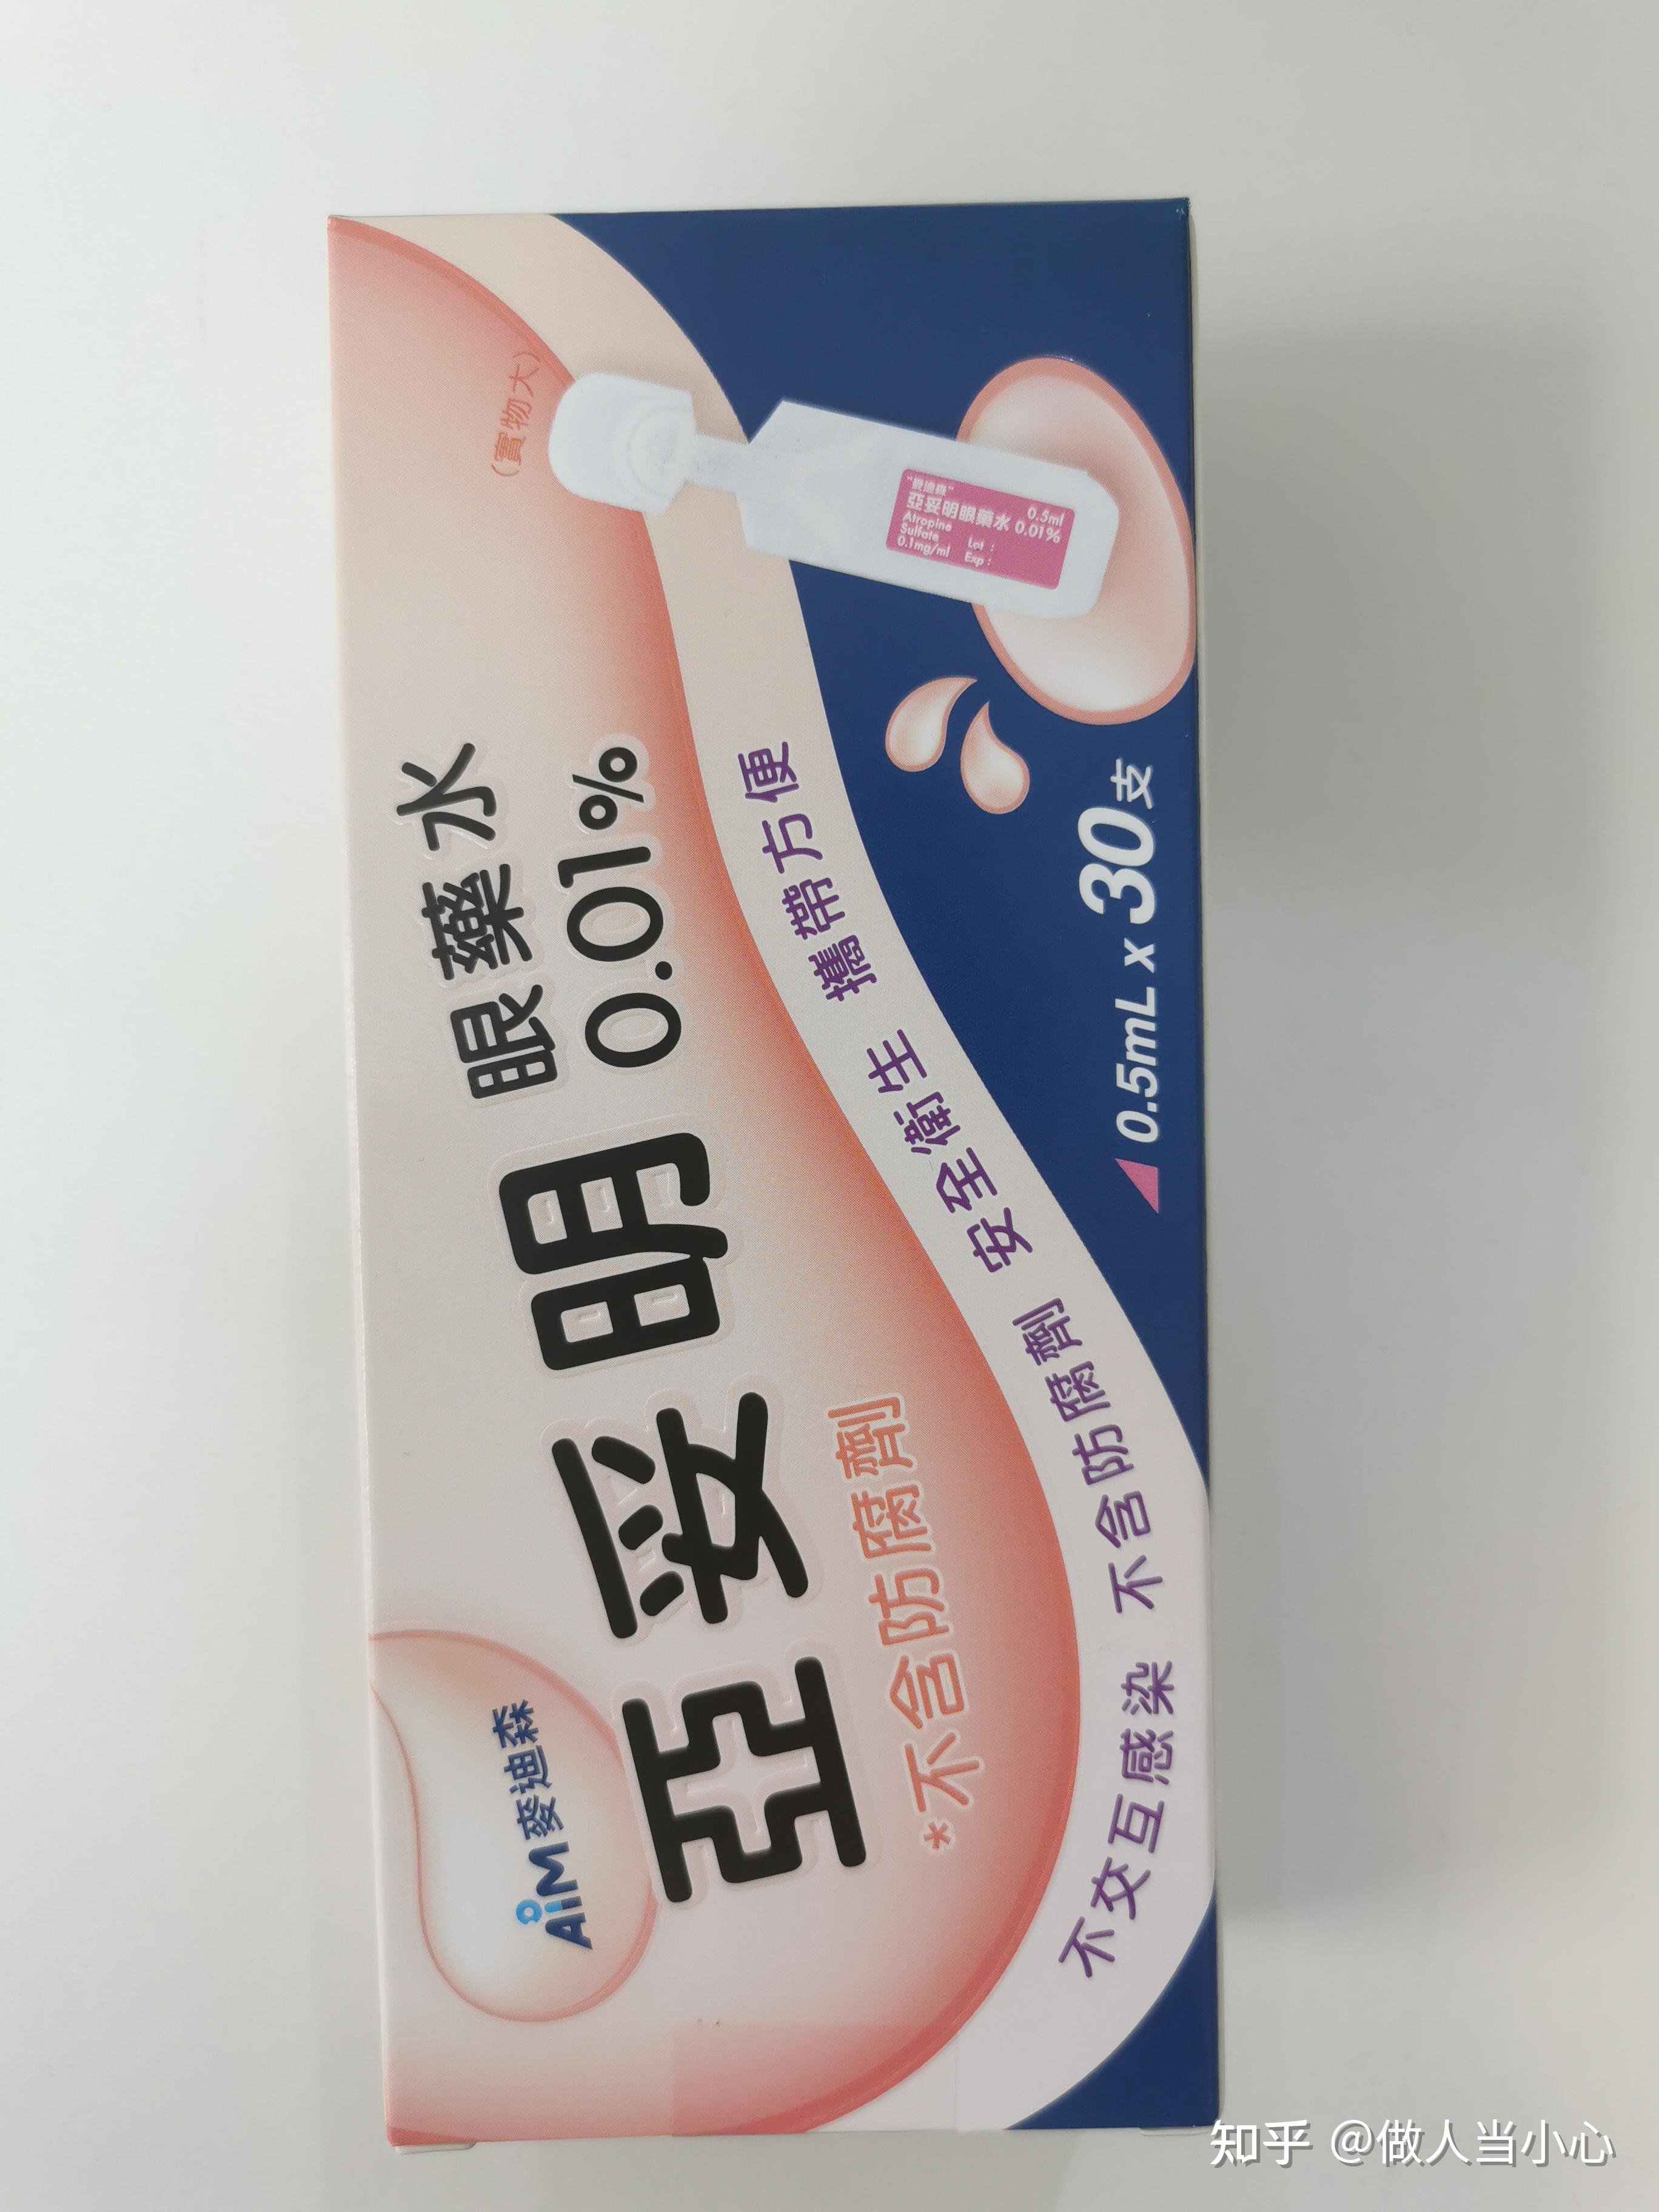 AiM 麥迪森
亞妥明 眼藥水
0.01%
*不含防腐劑
(實物大)
不交互感染 不含防腐劑 安全衛生 攜帶方便
0.5mL x 30支
"麥迪森" 0.5ml
亞妥明眼藥水 0.01%
Atropine
Sulfate Lot :
0.1mg/ml Exp :
知乎 @做人当小心